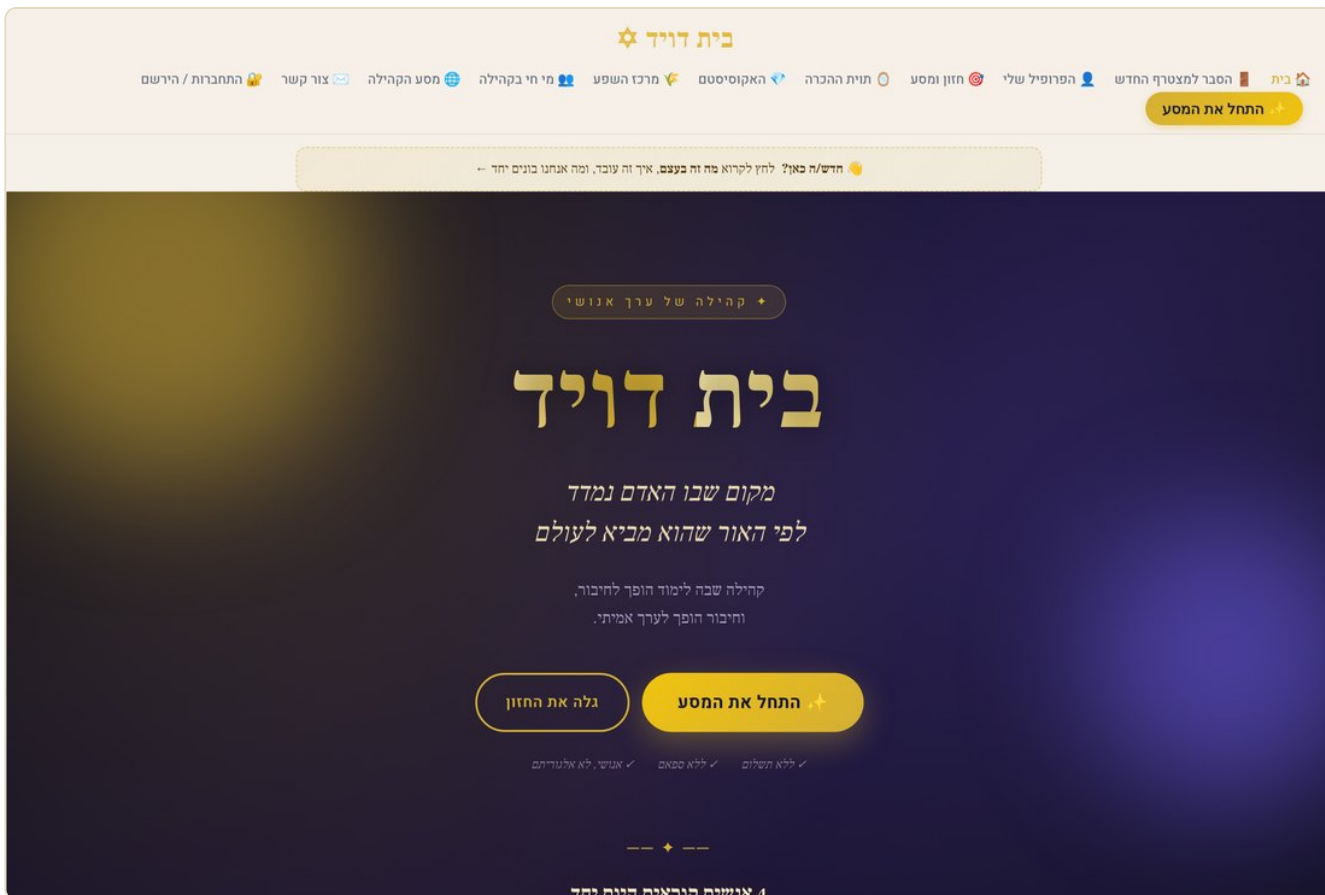 בית דויד ✡
🏠 בית 🚪 הסבר למצטרף החדש 👤 הפרופיל שלי 🎯 חזון ומסע 🪞 תוית ההכרה 💎 האקוסיסטם 🌾 מרכז השפע 👥 מי חי בקהילה 🌐 מסע הקהילה ✉️ צור קשר 🔐 התחברות / הירשם
✨ התחל את המסע
👋 חדש/ה כאן? לחץ לקרוא מה זה בעצם, איך זה עובד, ומה אנחנו בונים יחד ←
✦ קהילה של ערך אנושי
בית דויד
מקום שבו האדם נמדד
לפי האור שהוא מביא לעולם
קהילה שבה לימוד הופך לחיבור,
וחיבור הופך לערך אמיתי.
✨ התחל את המסע
גלה את החזון
✓ ללא תשלום ✓ ללא ספאם ✓ אנושי, לא אלגוריתם
— ✦ —